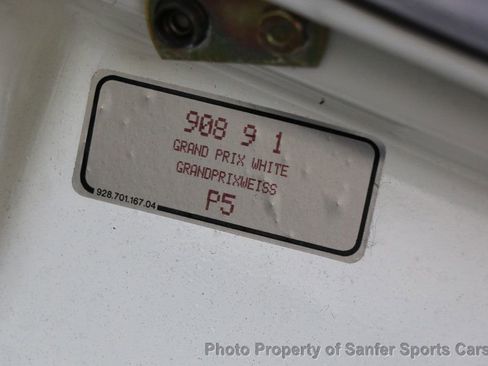 908 9 1
GRAND PRIX WHITE
GRANDPRIXWEISS
P5
928.701.167.04
Photo Property of Sanfer Sports Cars